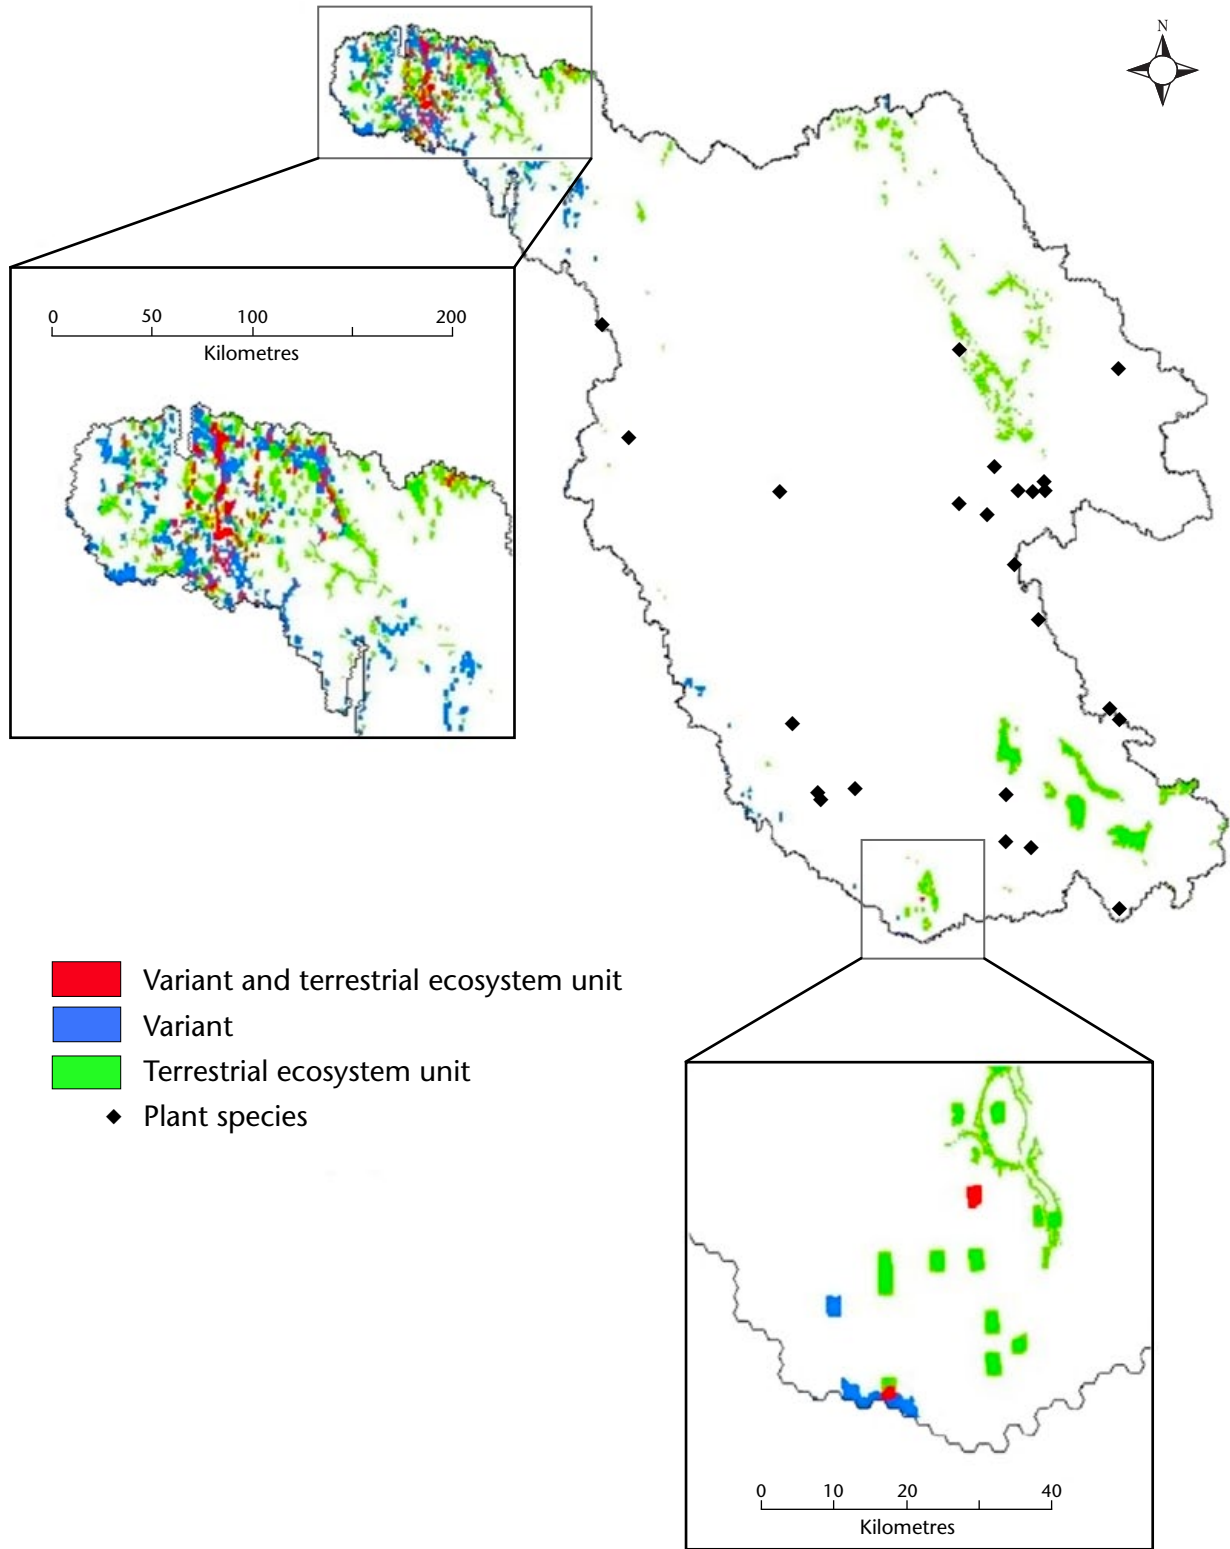 N
0 50 100 200
Kilometres
Variant and terrestrial ecosystem unit
Variant
Terrestrial ecosystem unit
Plant species
0 10 20 40
Kilometres